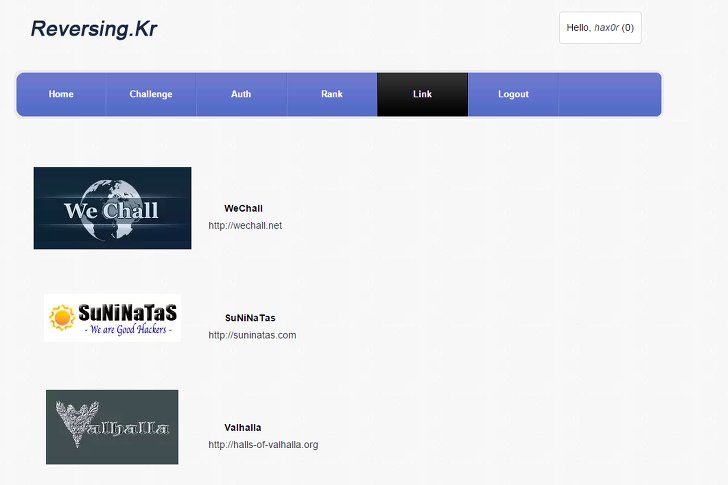 Reversing.Kr
Hello, hax0r (0)
Home Challenge Auth Rank Link Logout
We Chall
WeChall
http://wechall.net
SuNiNaTaS
- We are Good Hackers -
SuNiNaTas
http://suninatas.com
Valhalla
Valhalla
http://halls-of-valhalla.org